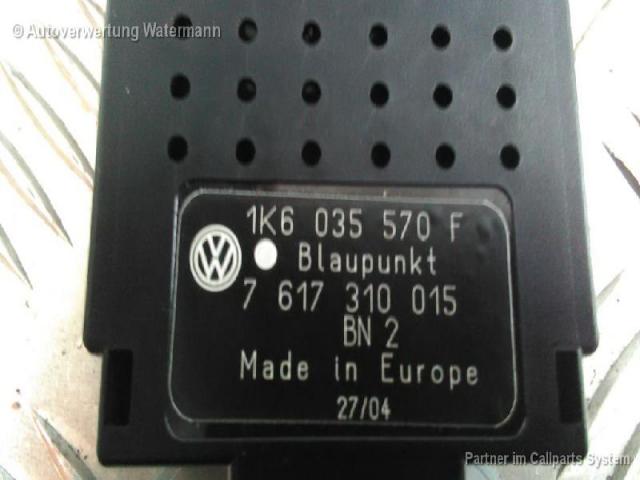 © Autoverwertung Watermann
1K6 035 570 F
Blaupunkt
7 617 310 015
BN 2
Made in Europe
27/04
Partner im Callparts System